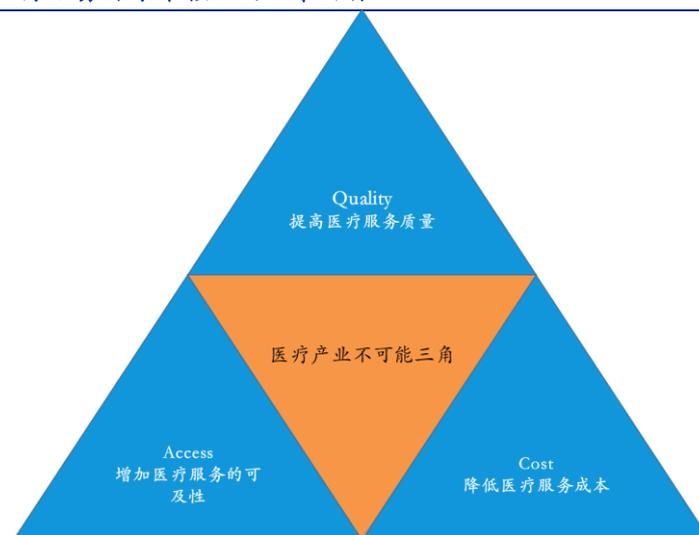 Quality
提高医疗服务质量
医疗产业不可能三角
Access
增加医疗服务的可
及性
Cost
降低医疗服务成本